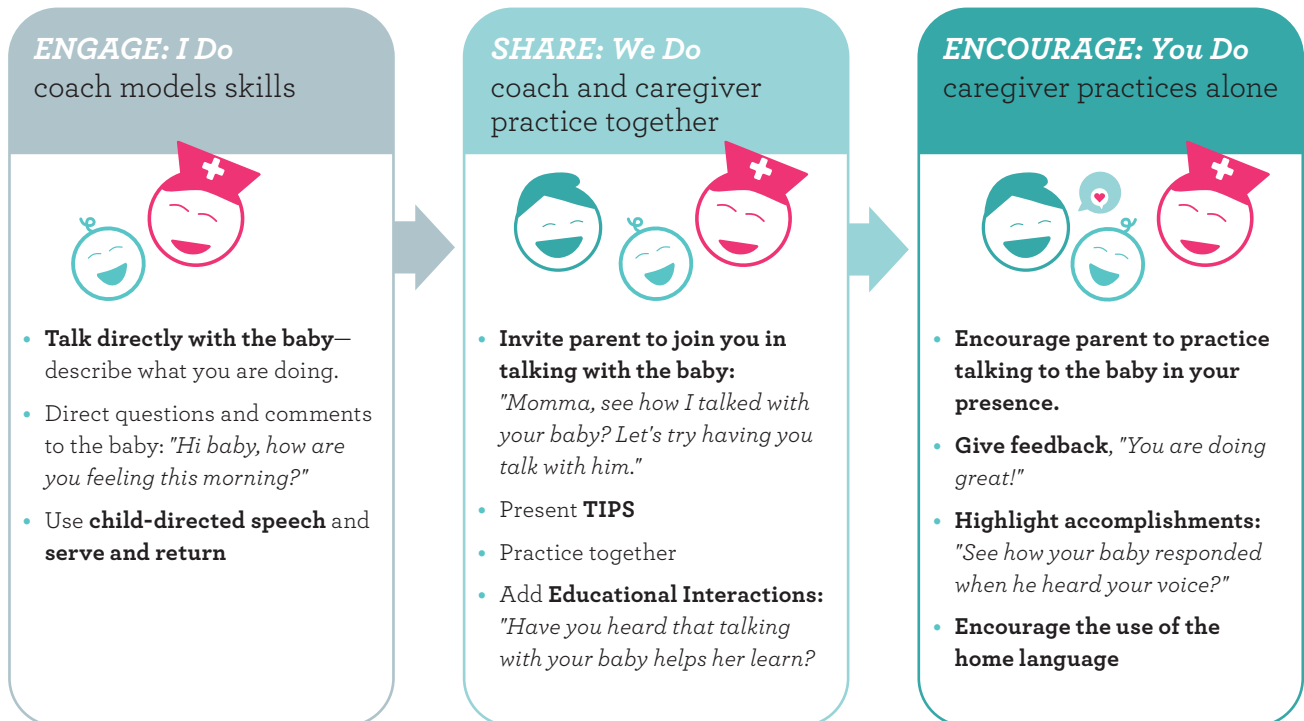 ENGAGE: I Do
coach models skills
• Talk directly with the baby—
describe what you are doing.
• Direct questions and comments
to the baby: "Hi baby, how are
you feeling this morning?"
• Use child-directed speech and
serve and return
SHARE: We Do
coach and caregiver
practice together
• Invite parent to join you in
talking with the baby:
"Momma, see how I talked with
your baby? Let's try having you
talk with him."
• Present TIPS
• Practice together
• Add Educational Interactions:
"Have you heard that talking
with your baby helps her learn?
ENCOURAGE: You Do
caregiver practices alone
• Encourage parent to practice
talking to the baby in your
presence.
• Give feedback, "You are doing
great!"
• Highlight accomplishments:
"See how your baby responded
when he heard your voice?"
• Encourage the use of the
home language